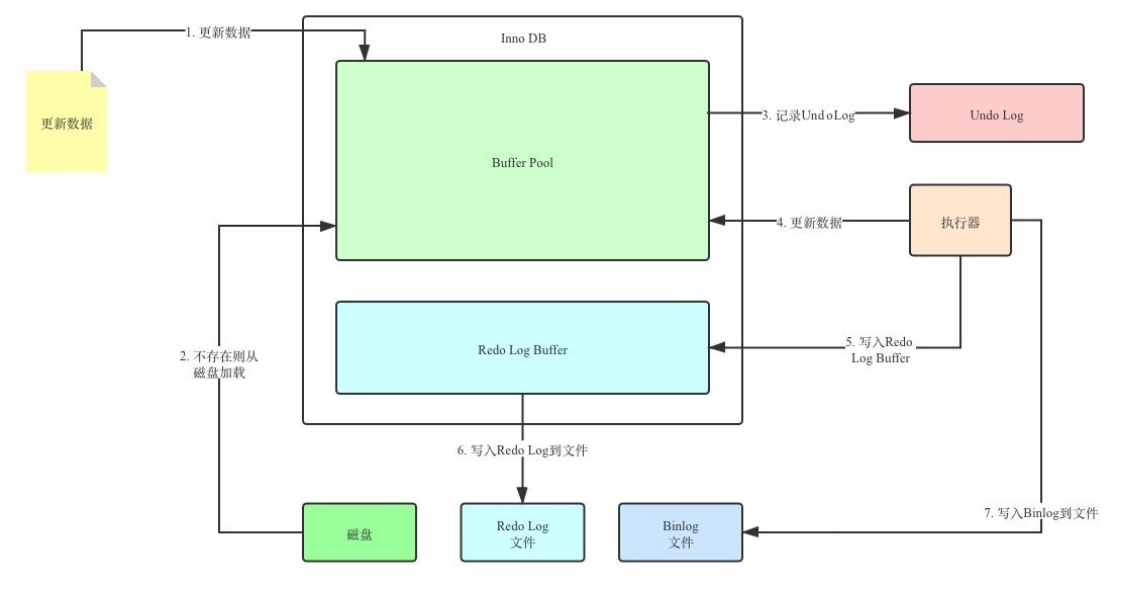 1. 更新数据
Inno DB
更新数据
Buffer Pool
3. 记录Und oLog
Undo Log
4. 更新数据
执行器
2. 不存在则从
磁盘加载
Redo Log Buffer
5. 写入Redo
Log Buffer
6. 写入Redo Log到文件
7. 写入Binlog到文件
磁盘
Redo Log
文件
Binlog
文件